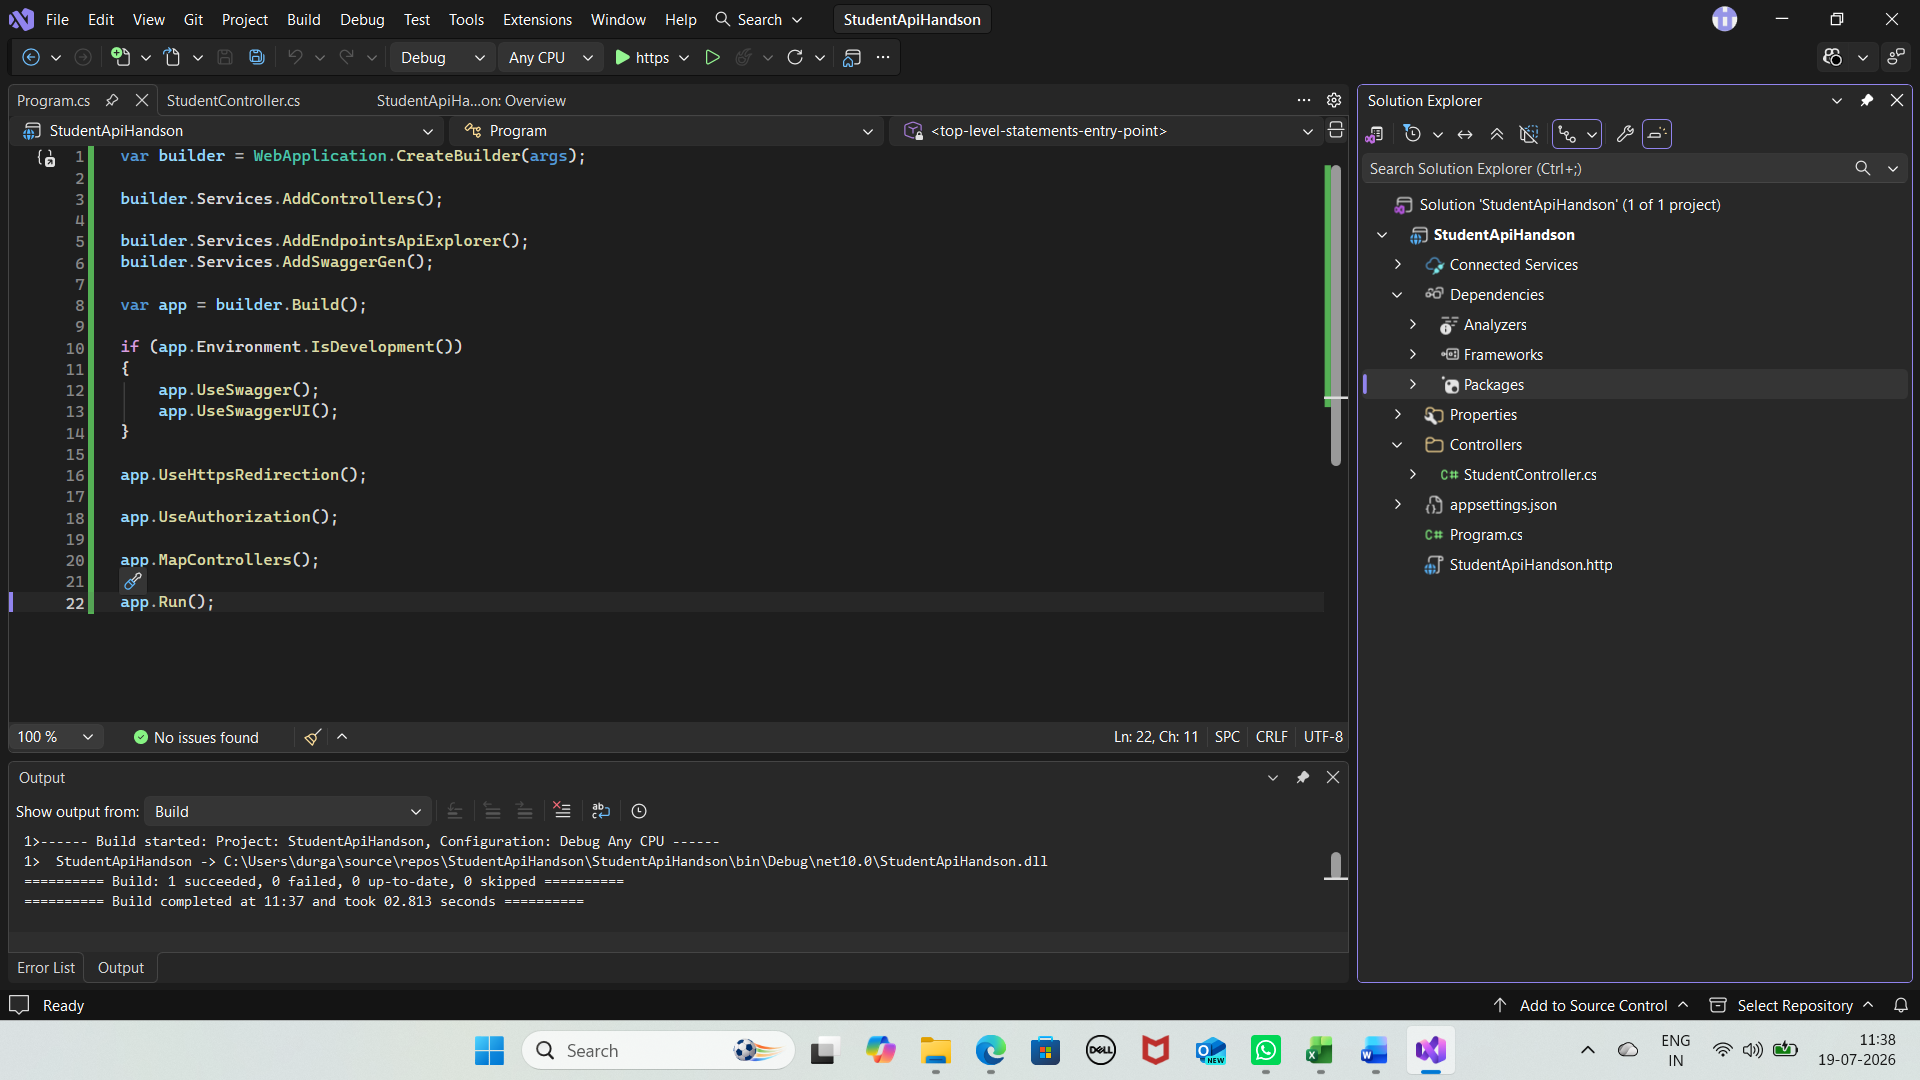 File Edit View Git Project Build Debug Test Tools Extensions Window Help Search StudentApiHandson
Debug Any CPU https
Program.cs StudentController.cs StudentApiHa...on: Overview
StudentApiHandson Program <top-level-statements-entry-point>
1 var builder = WebApplication.CreateBuilder(args);
2
3 builder.Services.AddControllers();
4
5 builder.Services.AddEndpointsApiExplorer();
6 builder.Services.AddSwaggerGen();
7
8 var app = builder.Build();
9
10 if (app.Environment.IsDevelopment())
11 {
12 app.UseSwagger();
13 app.UseSwaggerUI();
14 }
15
16 app.UseHttpsRedirection();
17
18 app.UseAuthorization();
19
20 app.MapControllers();
21
22 app.Run();
100 % No issues found Ln: 22, Ch: 11 SPC CRLF UTF-8
Output
Show output from: Build
1>------ Build started: Project: StudentApiHandson, Configuration: Debug Any CPU ------
1> StudentApiHandson -> C:\Users\durga\source\repos\StudentApiHandson\StudentApiHandson\bin\Debug\net10.0\StudentApiHandson.dll
========== Build: 1 succeeded, 0 failed, 0 up-to-date, 0 skipped ==========
========== Build completed at 11:37 and took 02.813 seconds ==========
Error List Output
Solution Explorer
Search Solution Explorer (Ctrl+;)
Solution 'StudentApiHandson' (1 of 1 project)
StudentApiHandson
Connected Services
Dependencies
Analyzers
Frameworks
Packages
Properties
Controllers
C# StudentController.cs
appsettings.json
C# Program.cs
StudentApiHandson.http
Ready Add to Source Control Select Repository
Search DELL NEW ENG 11:38
IN 19-07-2026